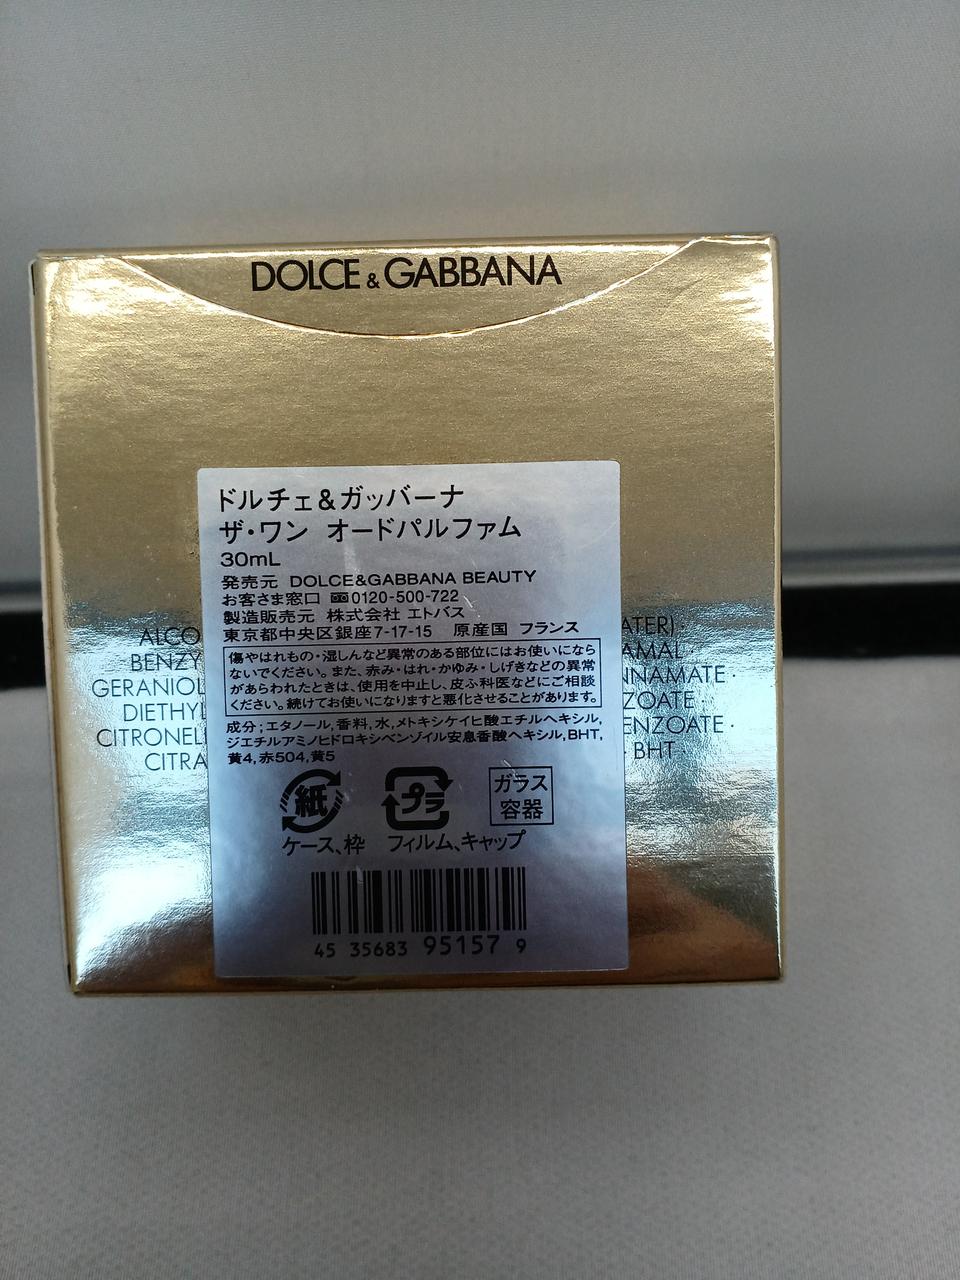 DOLCE & GABBANA
ドルチェ&ガッバーナ
ザ・ワン オードパルファム
30mL
発売元 DOLCE&GABBANA BEAUTY
お客さま窓口 0120-500-722
製造販売元 株式会社 エトバス
東京都中央区銀座7-17-15 原産国 フランス
傷やはれもの・湿しんなど異常のある部位にはお使いになら
ないでください。また、赤み・はれ・かゆみ・しげきなどの異常
があらわれたときは、使用を中止し、皮ふ科医などにご相談
ください。続けてお使いになりますと悪化させることがあります。
成分;エタノール,香料,水,メトキシケイヒ酸エチルヘキシル,
ジエチルアミノヒドロキシベンゾイル安息香酸ヘキシル,BHT,
黄4,赤504,黄5
紙
プラ
ガラス
容器
ケース、枠 フィルム、キャップ
45 35683 95157 9
ALCO
BENZY
GERANIOL
DIETHYL
CITRONELL
CITRA
ATER)
AMAL ·
NNAMATE ·
ZOATE ·
ENZOATE ·
· BHT